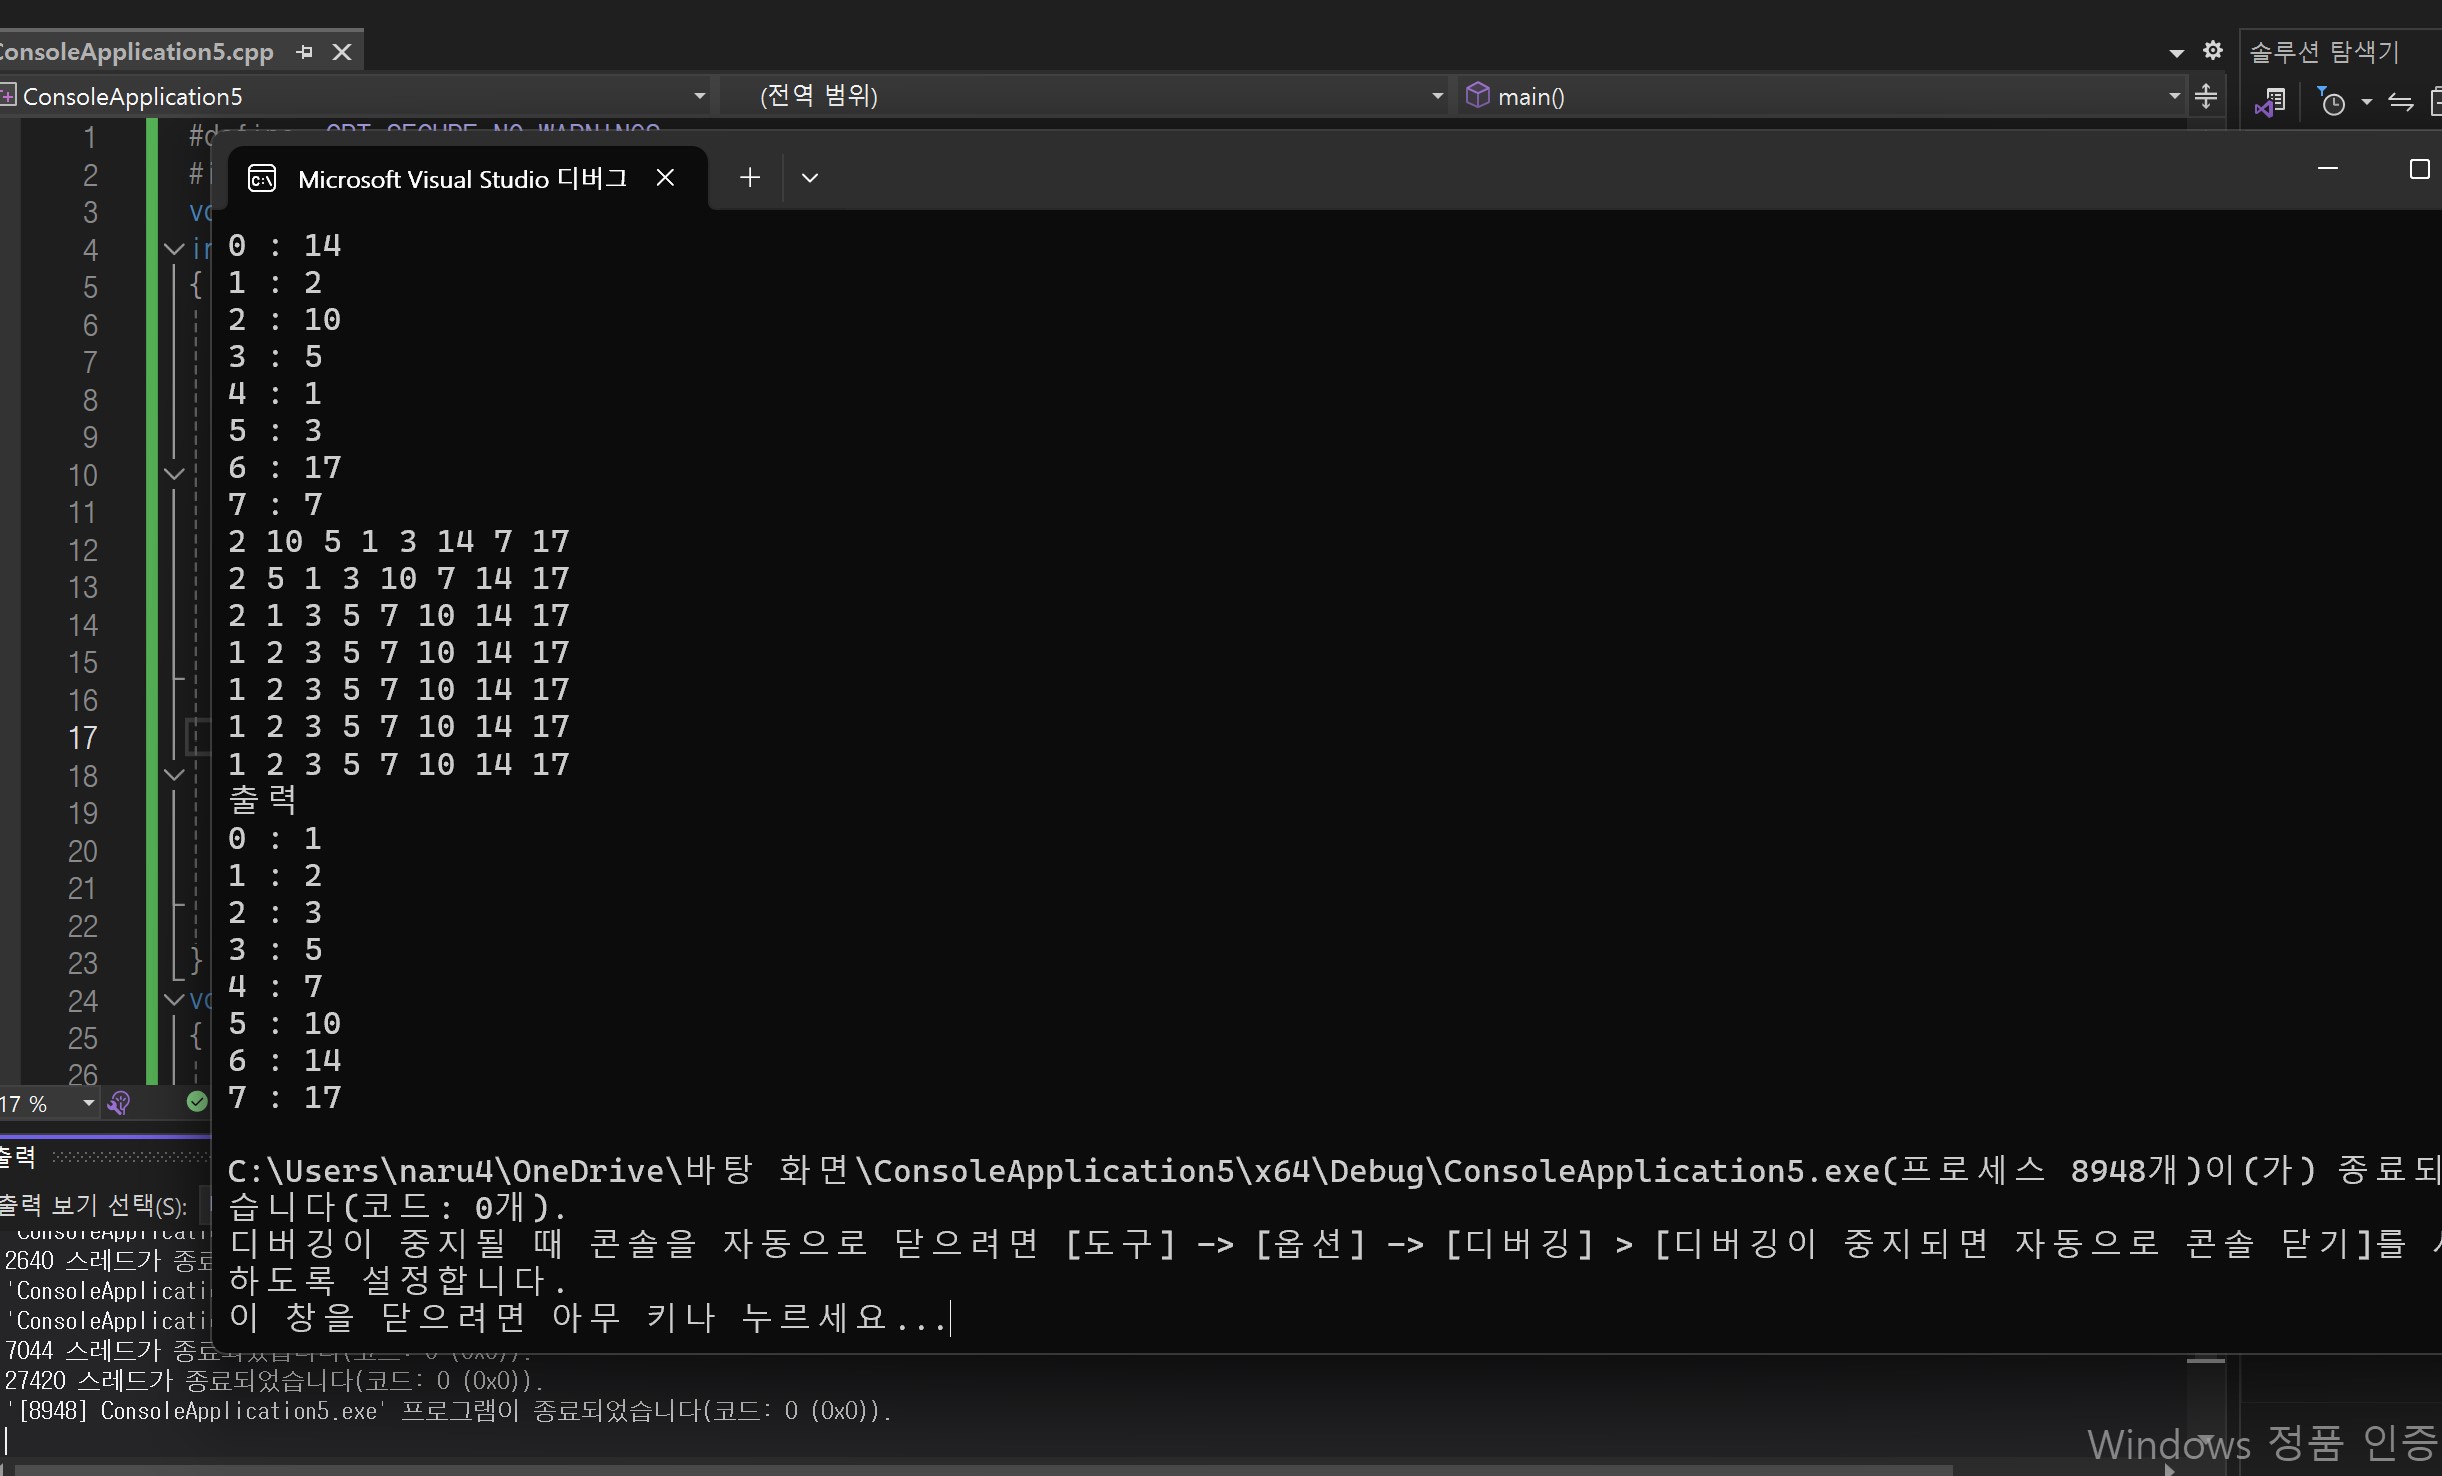 ConsoleApplication5.cpp
솔루션 탐색기
ConsoleApplication5
(전역 범위)
main()
1
2
3
4
5
6
7
8
9
10
11
12
13
14
15
16
17
18
19
20
21
22
23
24
25
26
{
}
{
Microsoft Visual Studio 디버그
0 : 14
1 : 2
2 : 10
3 : 5
4 : 1
5 : 3
6 : 17
7 : 7
2 10 5 1 3 14 7 17
2 5 1 3 10 7 14 17
2 1 3 5 7 10 14 17
1 2 3 5 7 10 14 17
1 2 3 5 7 10 14 17
1 2 3 5 7 10 14 17
1 2 3 5 7 10 14 17
출력
0 : 1
1 : 2
2 : 3
3 : 5
4 : 7
5 : 10
6 : 14
7 : 17
C:\Users\naru4\OneDrive\바탕 화면\ConsoleApplication5\x64\Debug\ConsoleApplication5.exe(프로세스 8948개)이(가) 종료되
습니다(코드: 0개).
디버깅이 중지될 때 콘솔을 자동으로 닫으려면 [도구] -> [옵션] -> [디버깅] > [디버깅이 중지되면 자동으로 콘솔 닫기]를
하도록 설정합니다.
이 창을 닫으려면 아무 키나 누르세요...
17 %
출력
출력 보기 선택(S):
2640 스레드가 종료
'ConsoleApplicati
'ConsoleApplicati
7044 스레드가 종료되었습니다(코드: 0 (0x0)).
27420 스레드가 종료되었습니다(코드: 0 (0x0)).
'[8948] ConsoleApplication5.exe' 프로그램이 종료되었습니다(코드: 0 (0x0)).
Windows 정품 인증